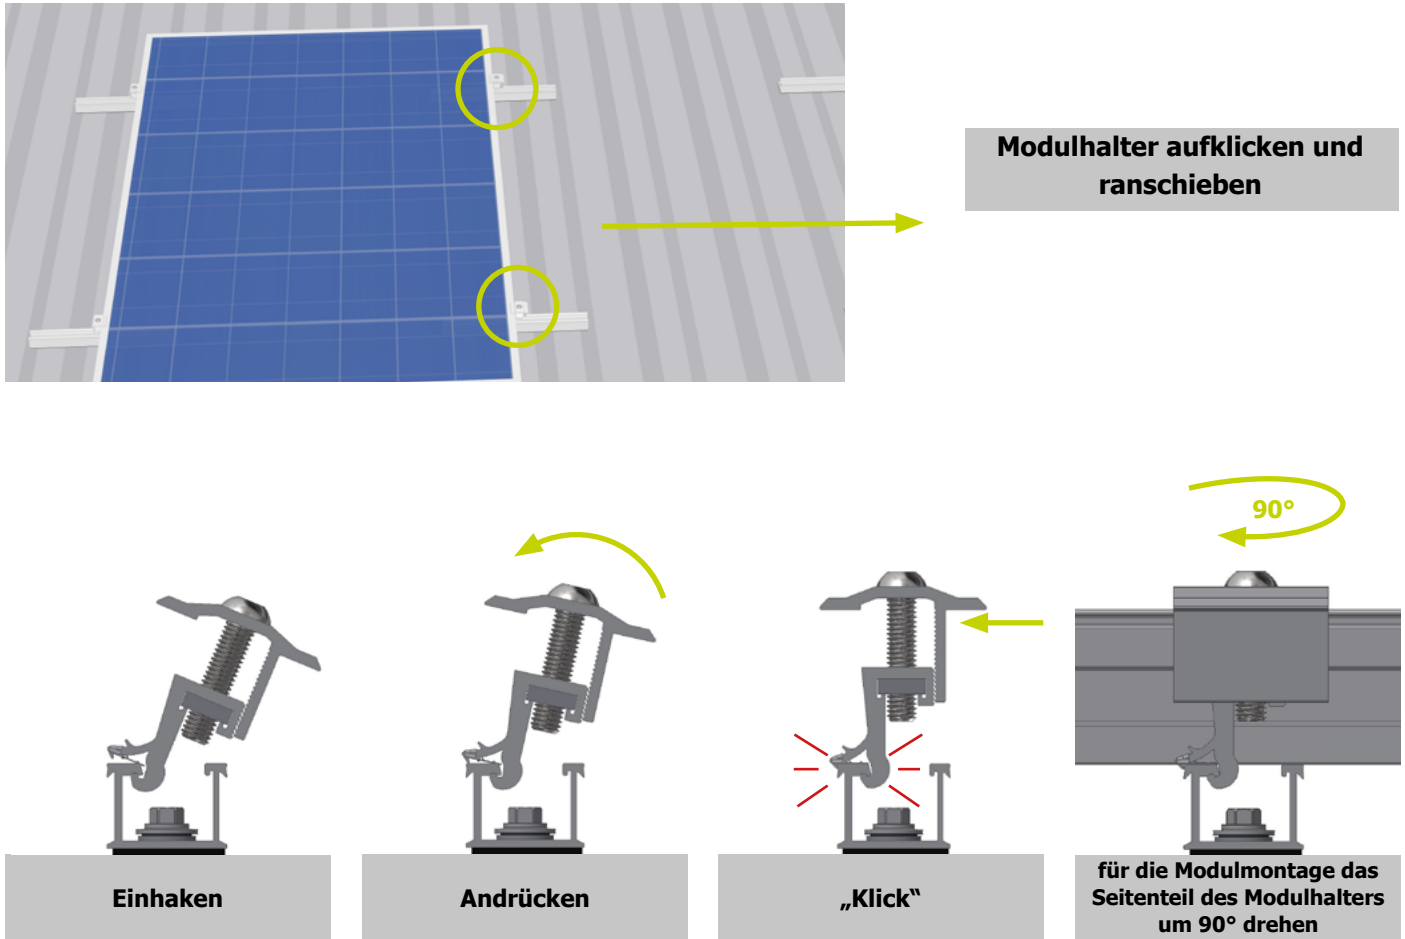 Modulhalter aufklicken und
ranschieben
90°
Einhaken
Andrücken
„Klick“
für die Modulmontage das
Seitenteil des Modulhalters
um 90° drehen